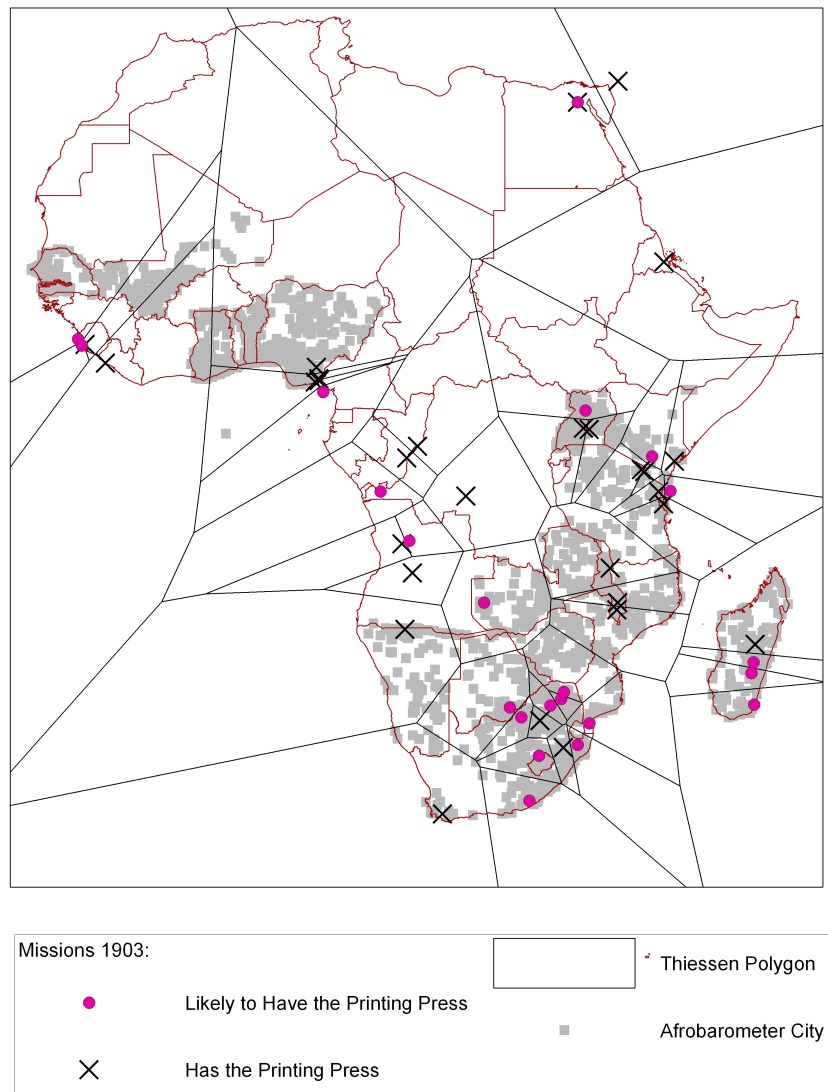 Missions 1903:
Likely to Have the Printing Press
Has the Printing Press
Thiessen Polygon
Afrobarometer City